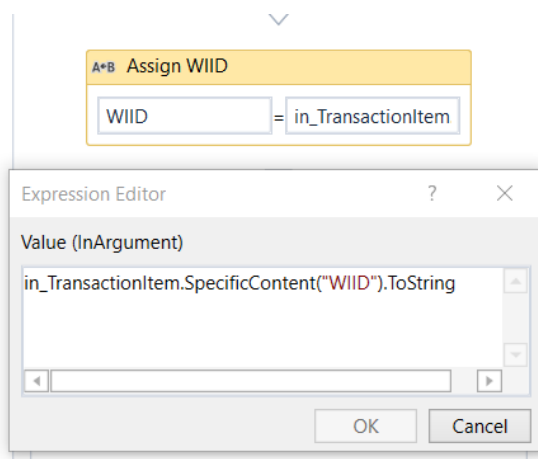 A+B Assign WIID
WIID = in_TransactionItem
Expression Editor ? ×
Value (InArgument)
in_TransactionItem.SpecificContent("WIID").ToString
OK Cancel